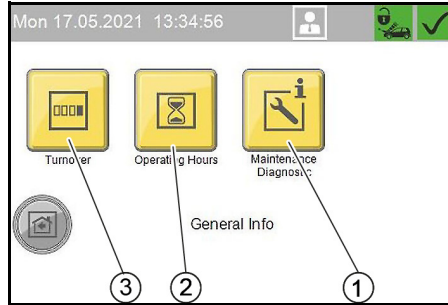 Mon 17.05.2021 13:34:56
i
Turnover
Operating Hours
Maintenance
Diagnostic
General Info
3
2
1